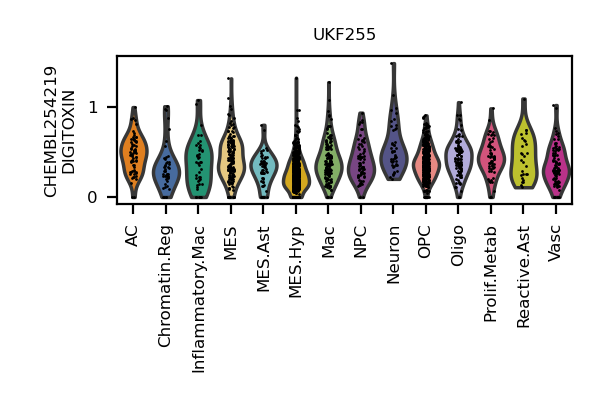 UKF255
CHEMBL254219
DIGITOXIN
1
0
AC
Chromatin.Reg
Inflammatory.Mac
MES
MES.Ast
MES.Hyp
Mac
NPC
Neuron
OPC
Oligo
Prolif.Metab
Reactive.Ast
Vasc